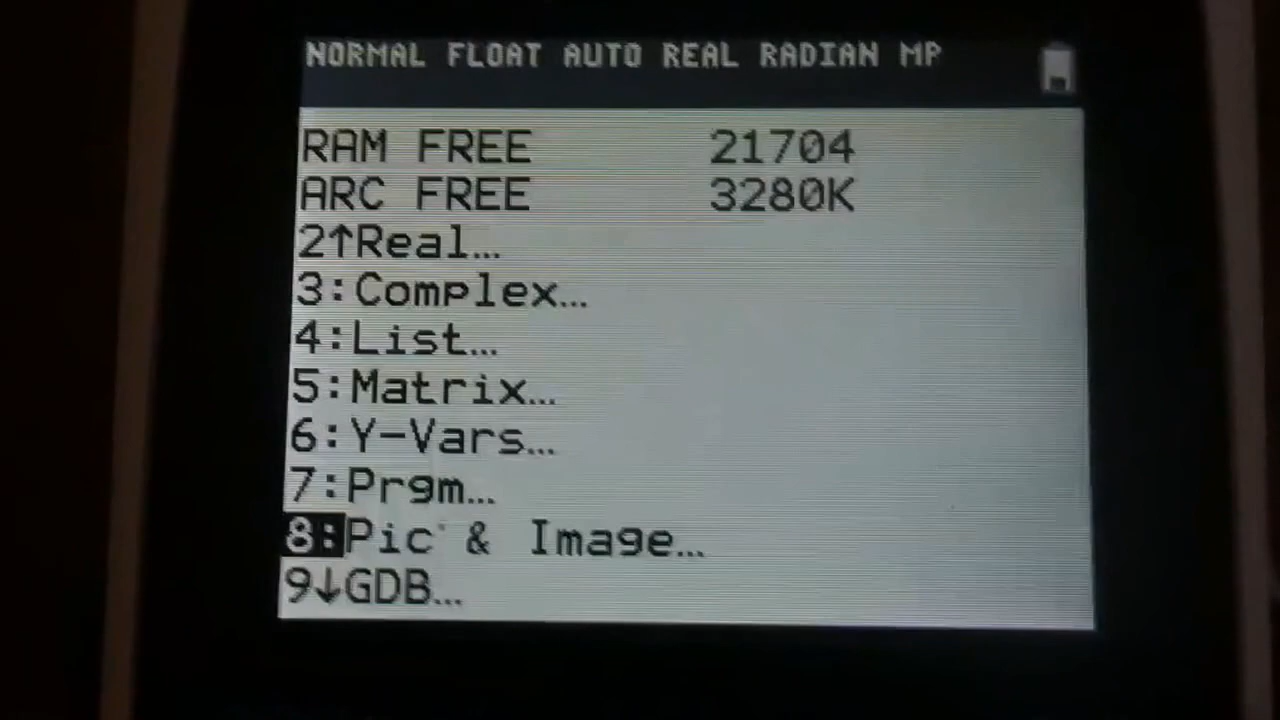 NORMAL FLOAT AUTO REAL RADIAN MP
RAM FREE 21704
ARC FREE 3280K
2↑Real…
3:Complex…
4:List…
5:Matrix…
6:Y-Vars…
7:Prgm…
8:Pic & Image…
9↓GDB…